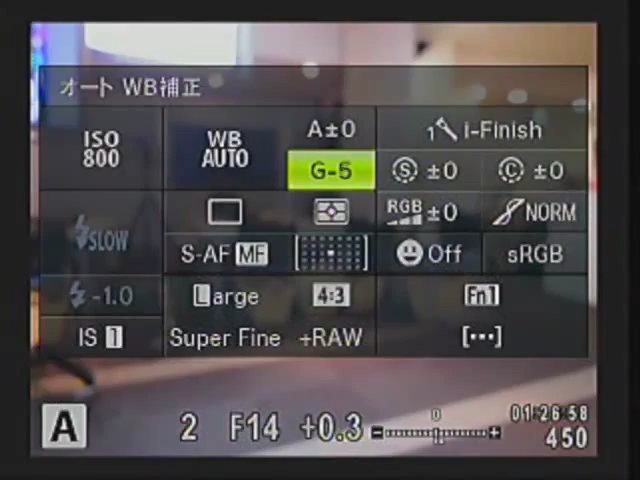 オート WB補正
ISO 800
WB AUTO
A±0
i-Finish
G-5
S ±0
C ±0
RGB ±0
NORM
SLOW
S-AF MF
Off
sRGB
-1.0
Large
4:3
Fn1
IS 1
Super Fine
+RAW
[•••]
A
2
F14
+0.3
0
01:26:58
450